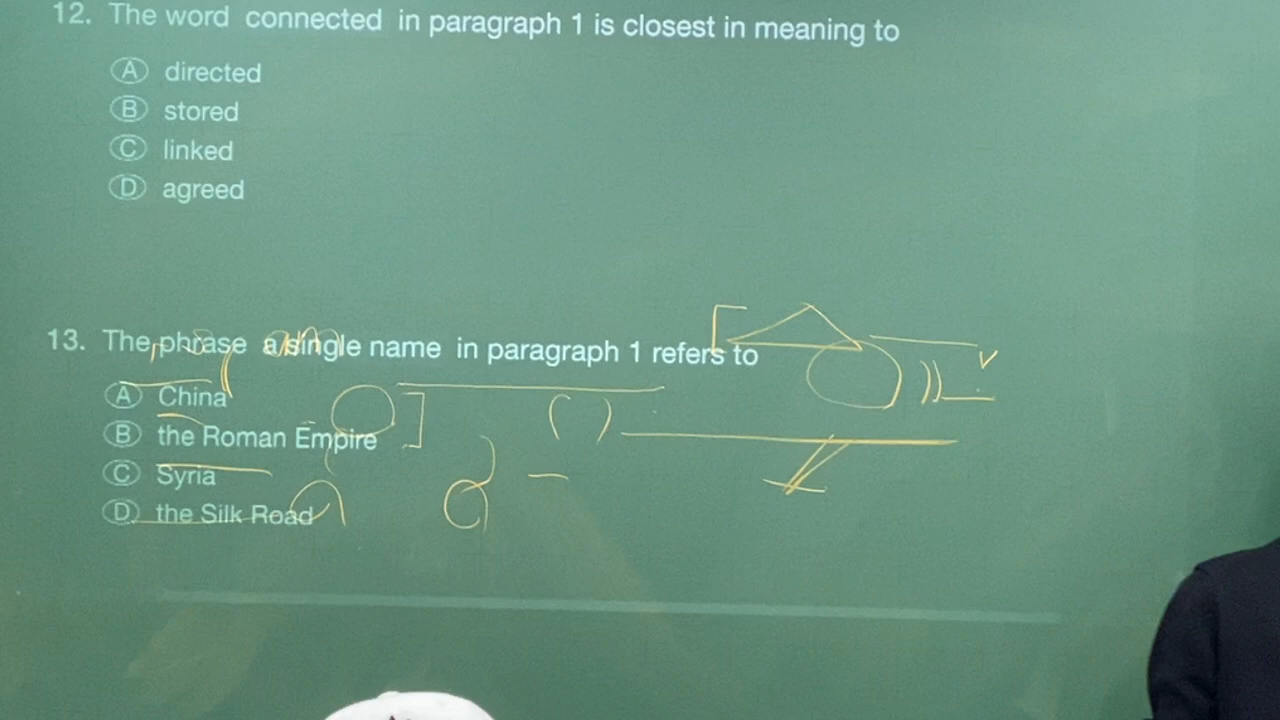 12. The word connected in paragraph 1 is closest in meaning to
A directed
B stored
C linked
D agreed
13. The phrase a single name in paragraph 1 refers to
A China
B the Roman Empire
C Syria
D the Silk Road